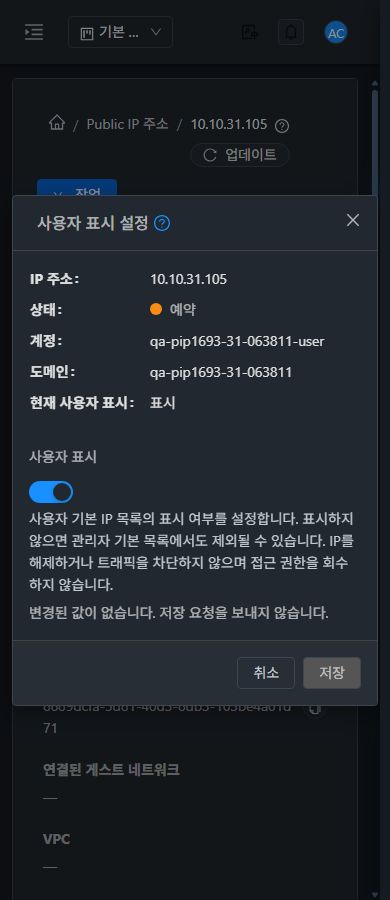 기본 ...
AC
/ Public IP 주소 / 10.10.31.105
업데이트
작업
사용자 표시 설정
IP 주소: 10.10.31.105
상태: 예약
계정: qa-pip1693-31-063811-user
도메인: qa-pip1693-31-063811
현재 사용자 표시: 표시
사용자 표시
사용자 기본 IP 목록의 표시 여부를 설정합니다. 표시하지
않으면 관리자 기본 목록에서도 제외될 수 있습니다. IP를
해제하거나 트래픽을 차단하지 않으며 접근 권한을 회수
하지 않습니다.
변경된 값이 없습니다. 저장 요청을 보내지 않습니다.
취소 저장
71
연결된 게스트 네트워크
—
VPC
—